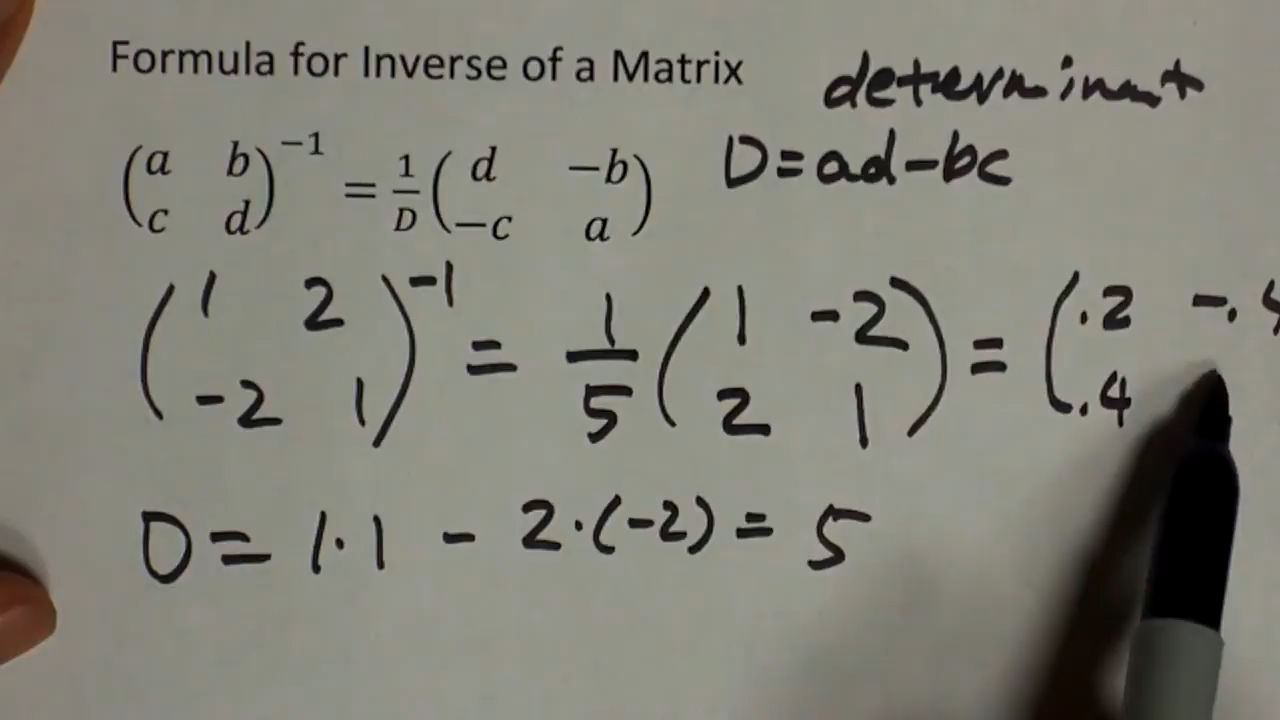 Formula for Inverse of a Matrix
determinant
(a b
c d)⁻¹ = 1/D (d −b
−c a)
D=ad-bc
(1 2
-2 1)⁻¹ = 1/5 (1 -2
2 1) = (.2 -.4
.4
D = 1·1 - 2·(-2) = 5